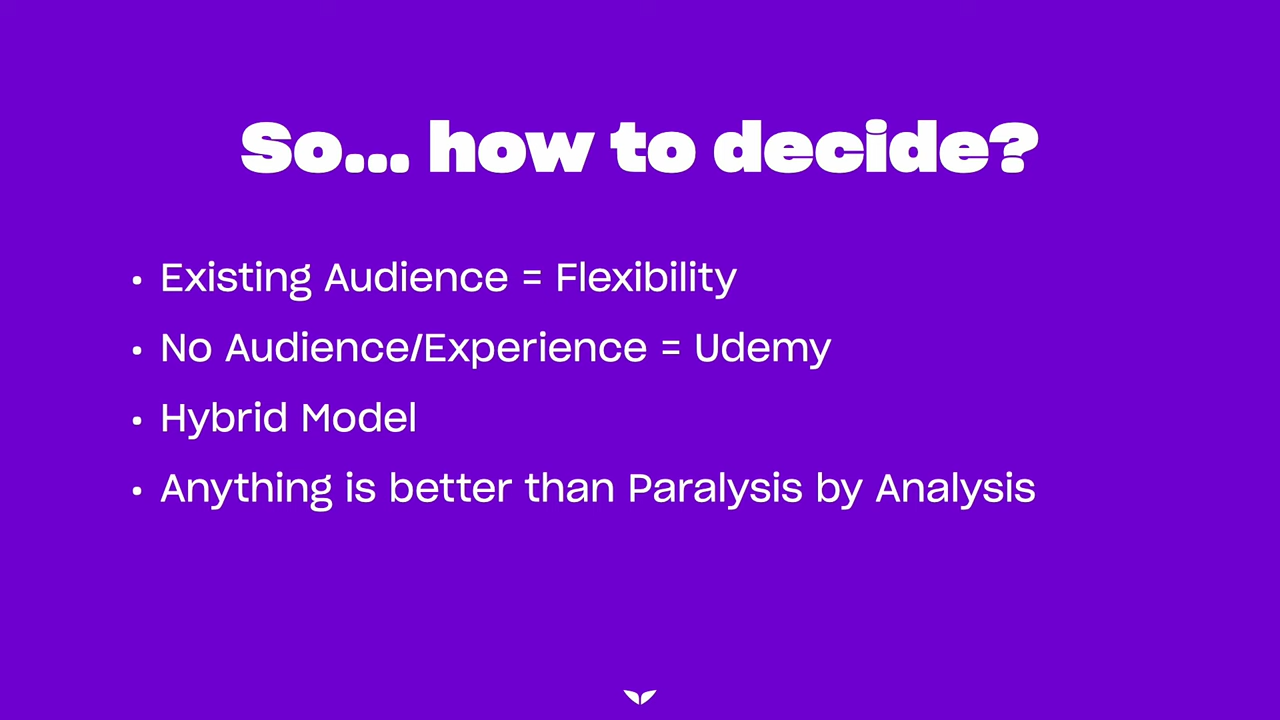 So... how to decide?
• Existing Audience = Flexibility
• No Audience/Experience = Udemy
• Hybrid Model
• Anything is better than Paralysis by Analysis